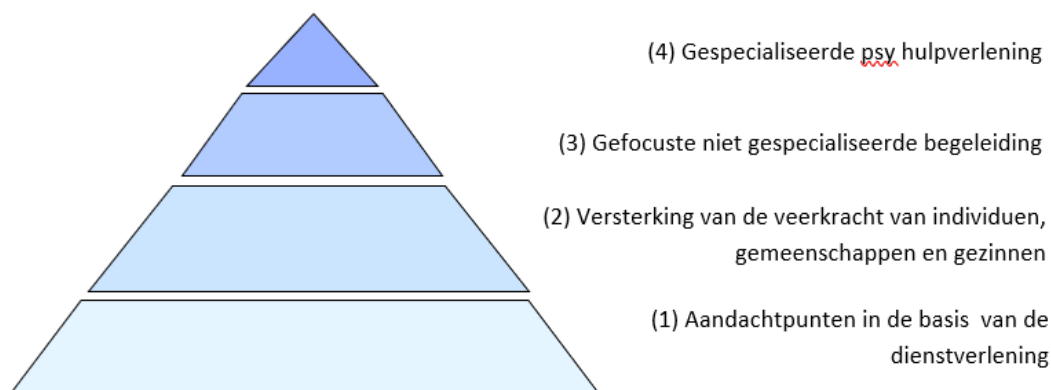 (4) Gespecialiseerde psy hulpverlening
(3) Gefocuste niet gespecialiseerde begeleiding
(2) Versterking van de veerkracht van individuen,
gemeenschappen en gezinnen
(1) Aandachtpunten in de basis van de
dienstverlening